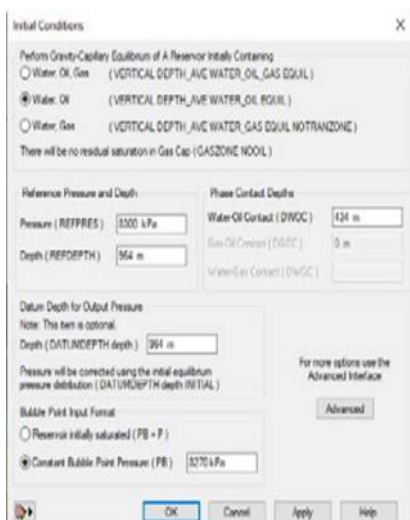 Initial Conditions
Perform Gravity-Capillary Equilibrium of A Reservoir Initially Containing
Water, Oil, Gas (VERTICAL DEPTH_AVE WATER_OIL_GAS EQUIL)
Water, Oil (VERTICAL DEPTH_AVE WATER_OIL EQUIL)
Water, Gas (VERTICAL DEPTH_AVE WATER_GAS EQUIL NOTRANZONE)
There will be no residual saturation in Gas Cap (GASZONE NOOIL)
Reference Pressure and Depth
Pressure (REFPRES) kPa
Depth (REFDEPTH) m
Phase Contact Depths
Water-Oil Contact (DWOC) m
Gas-Oil Contact (DGOC) 0 m
Water-Gas Contact (DWGC)
Datum Depth for Output Pressure
Note: This item is optional.
Depth (DATUMDEPTH depth) m
Pressure will be corrected using the initial equilibrium
pressure distribution (DATUMDEPTH depth INITIAL)
For more options use the
Advanced Interface
Advanced
Bubble Point Input Format
Reservoir initially saturated (PB = P)
Constant Bubble Point Pressure (PB) 8270 kPa
OK Cancel Apply Help